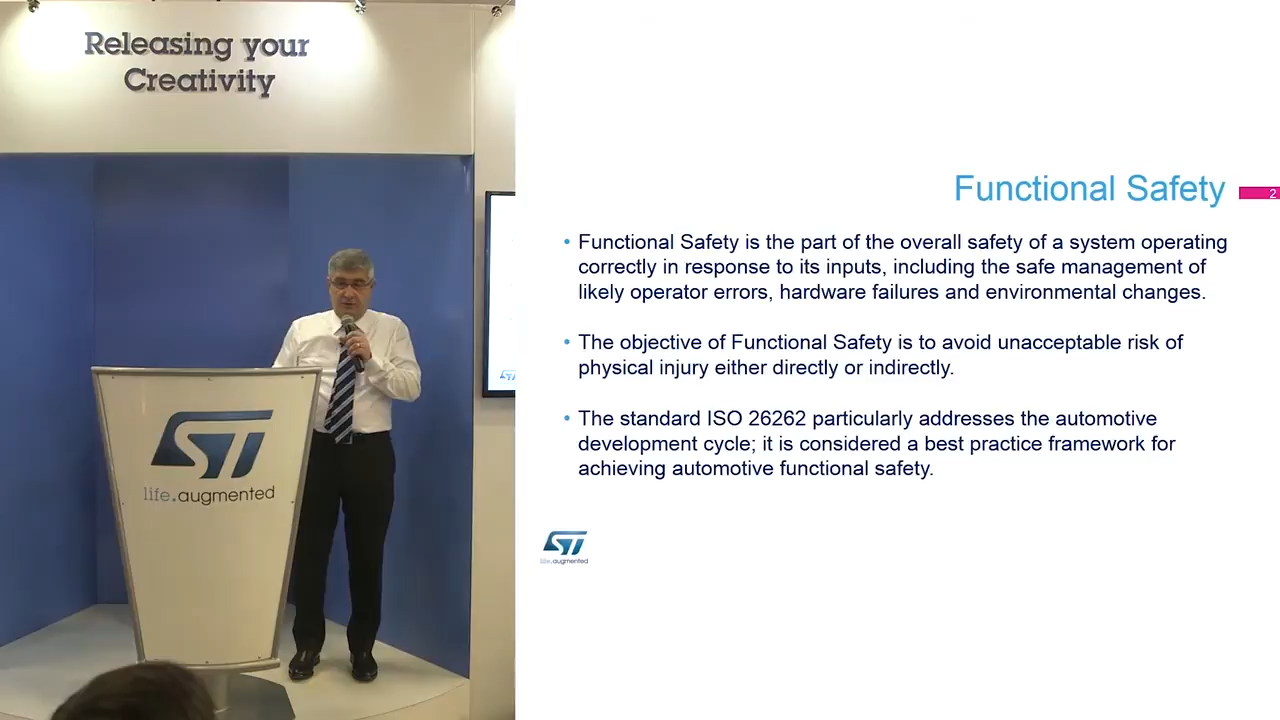 Releasing your
Creativity
ST
life.augmented
Functional Safety
2
• Functional Safety is the part of the overall safety of a system operating
correctly in response to its inputs, including the safe management of
likely operator errors, hardware failures and environmental changes.
• The objective of Functional Safety is to avoid unacceptable risk of
physical injury either directly or indirectly.
• The standard ISO 26262 particularly addresses the automotive
development cycle; it is considered a best practice framework for
achieving automotive functional safety.
ST
life.augmented